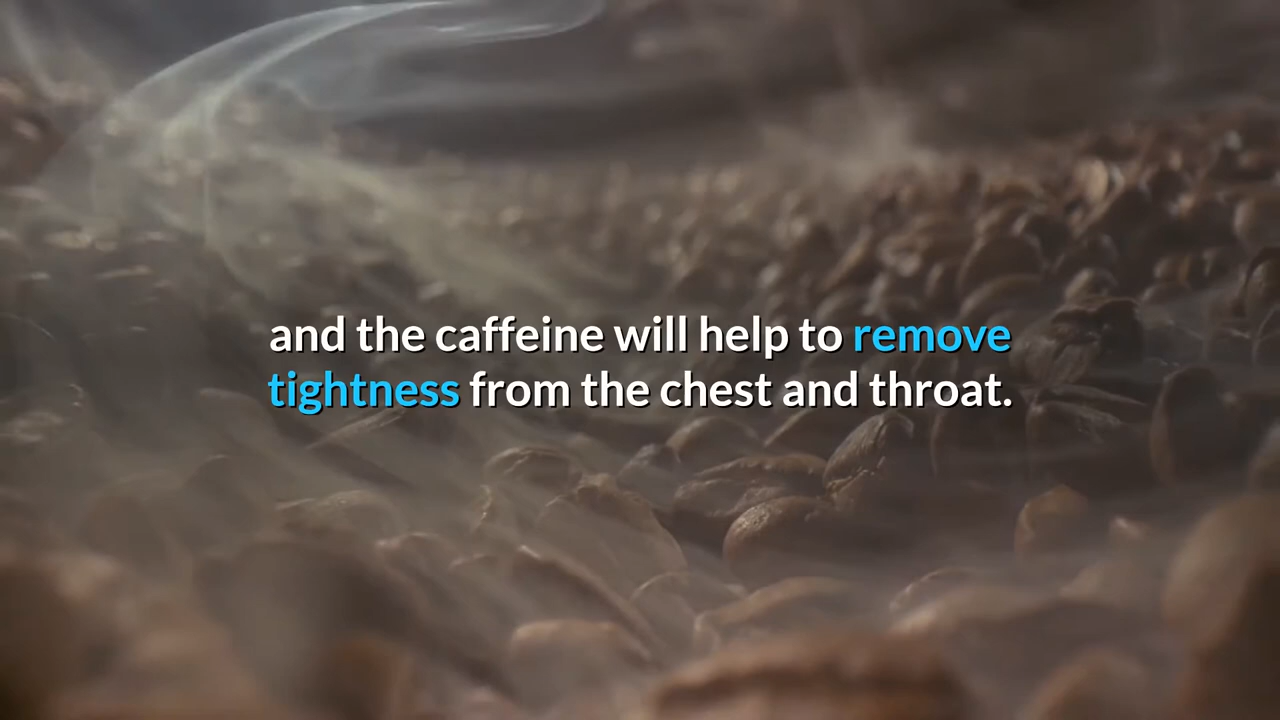 and the caffeine will help to remove
tightness from the chest and throat.